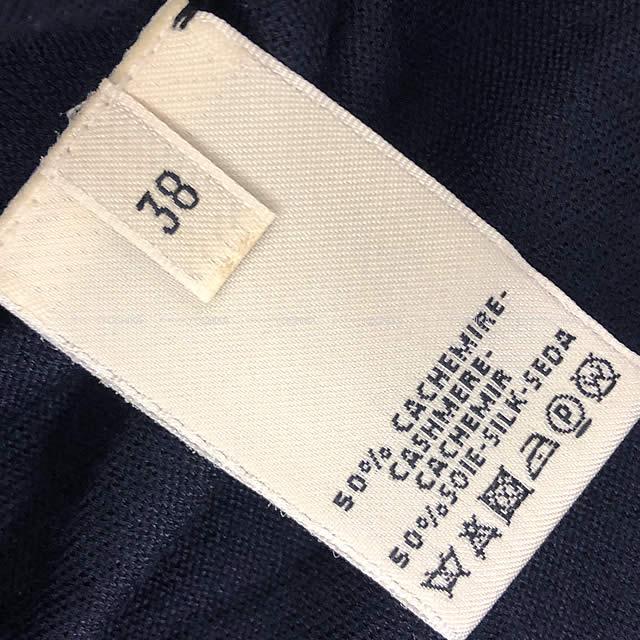 38
50% CACHEMIRE-
CASHMERE-
CACHEMIR
50%SOIE-SILK-SEDA
P